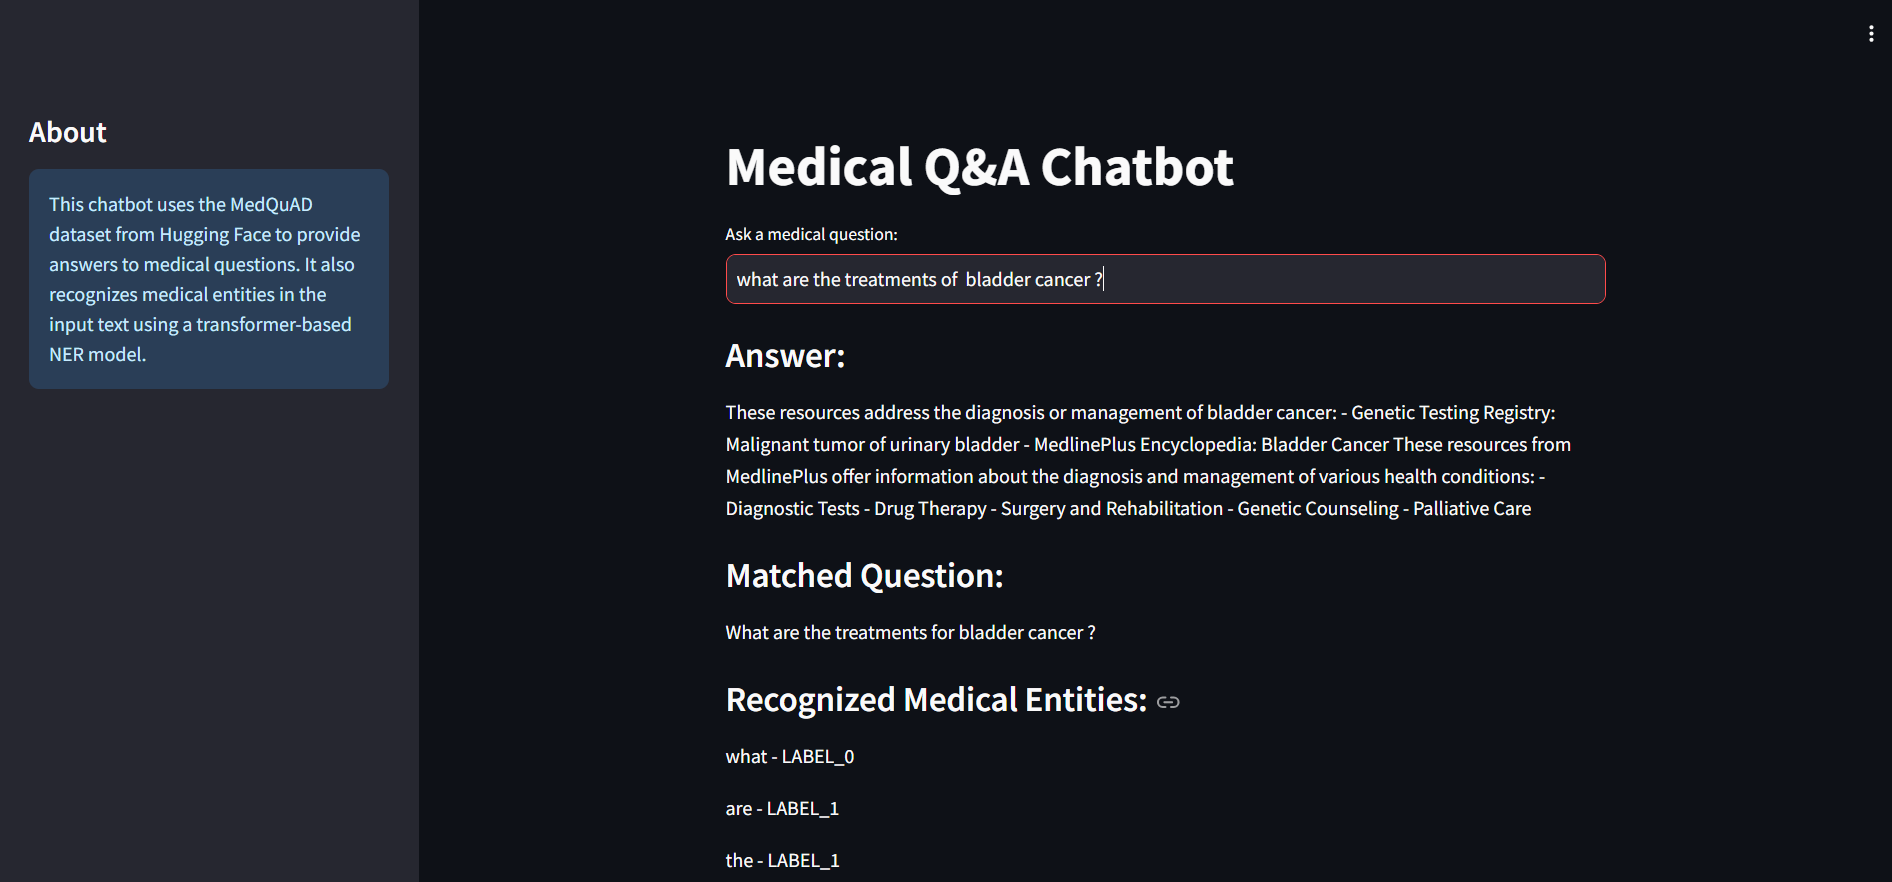 About
This chatbot uses the MedQuAD
dataset from Hugging Face to provide
answers to medical questions. It also
recognizes medical entities in the
input text using a transformer-based
NER model.
Medical Q&A Chatbot
Ask a medical question:
what are the treatments of  bladder cancer ?
Answer:
These resources address the diagnosis or management of bladder cancer: - Genetic Testing Registry:
Malignant tumor of urinary bladder - MedlinePlus Encyclopedia: Bladder Cancer These resources from
MedlinePlus offer information about the diagnosis and management of various health conditions: -
Diagnostic Tests - Drug Therapy - Surgery and Rehabilitation - Genetic Counseling - Palliative Care
Matched Question:
What are the treatments for bladder cancer ?
Recognized Medical Entities:
what - LABEL_0
are - LABEL_1
the - LABEL_1